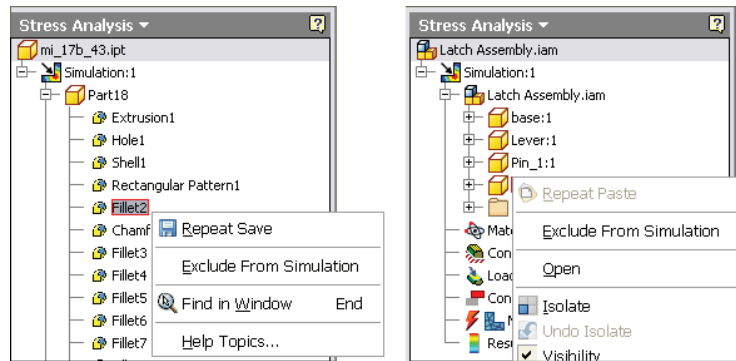 Stress Analysis
mi_17b_43.ipt
Simulation:1
Part18
Extrusion1
Hole1
Shell1
Rectangular Pattern1
Fillet2
Chamf
Fillet3
Fillet4
Fillet5
Fillet6
Fillet7
Repeat Save
Exclude From Simulation
Find in Window End
Help Topics...
Stress Analysis
Latch Assembly.iam
Simulation:1
Latch Assembly.iam
base:1
Lever:1
Pin_1:1
Mate
Con
Load
Con
M
Resu
Repeat Paste
Exclude From Simulation
Open
Isolate
Undo Isolate
Visibility